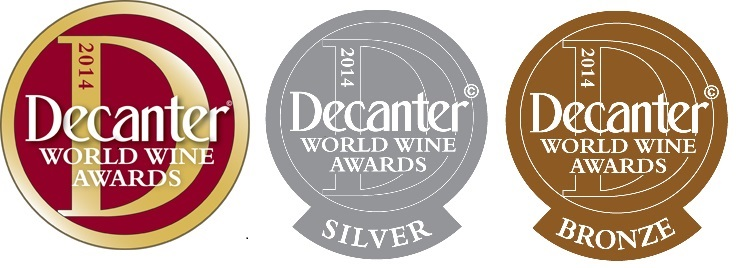 2014
Decanter©
WORLD WINE
AWARDS
2014
Decanter©
WORLD WINE
AWARDS
SILVER
2014
Decanter©
WORLD WINE
AWARDS
BRONZE